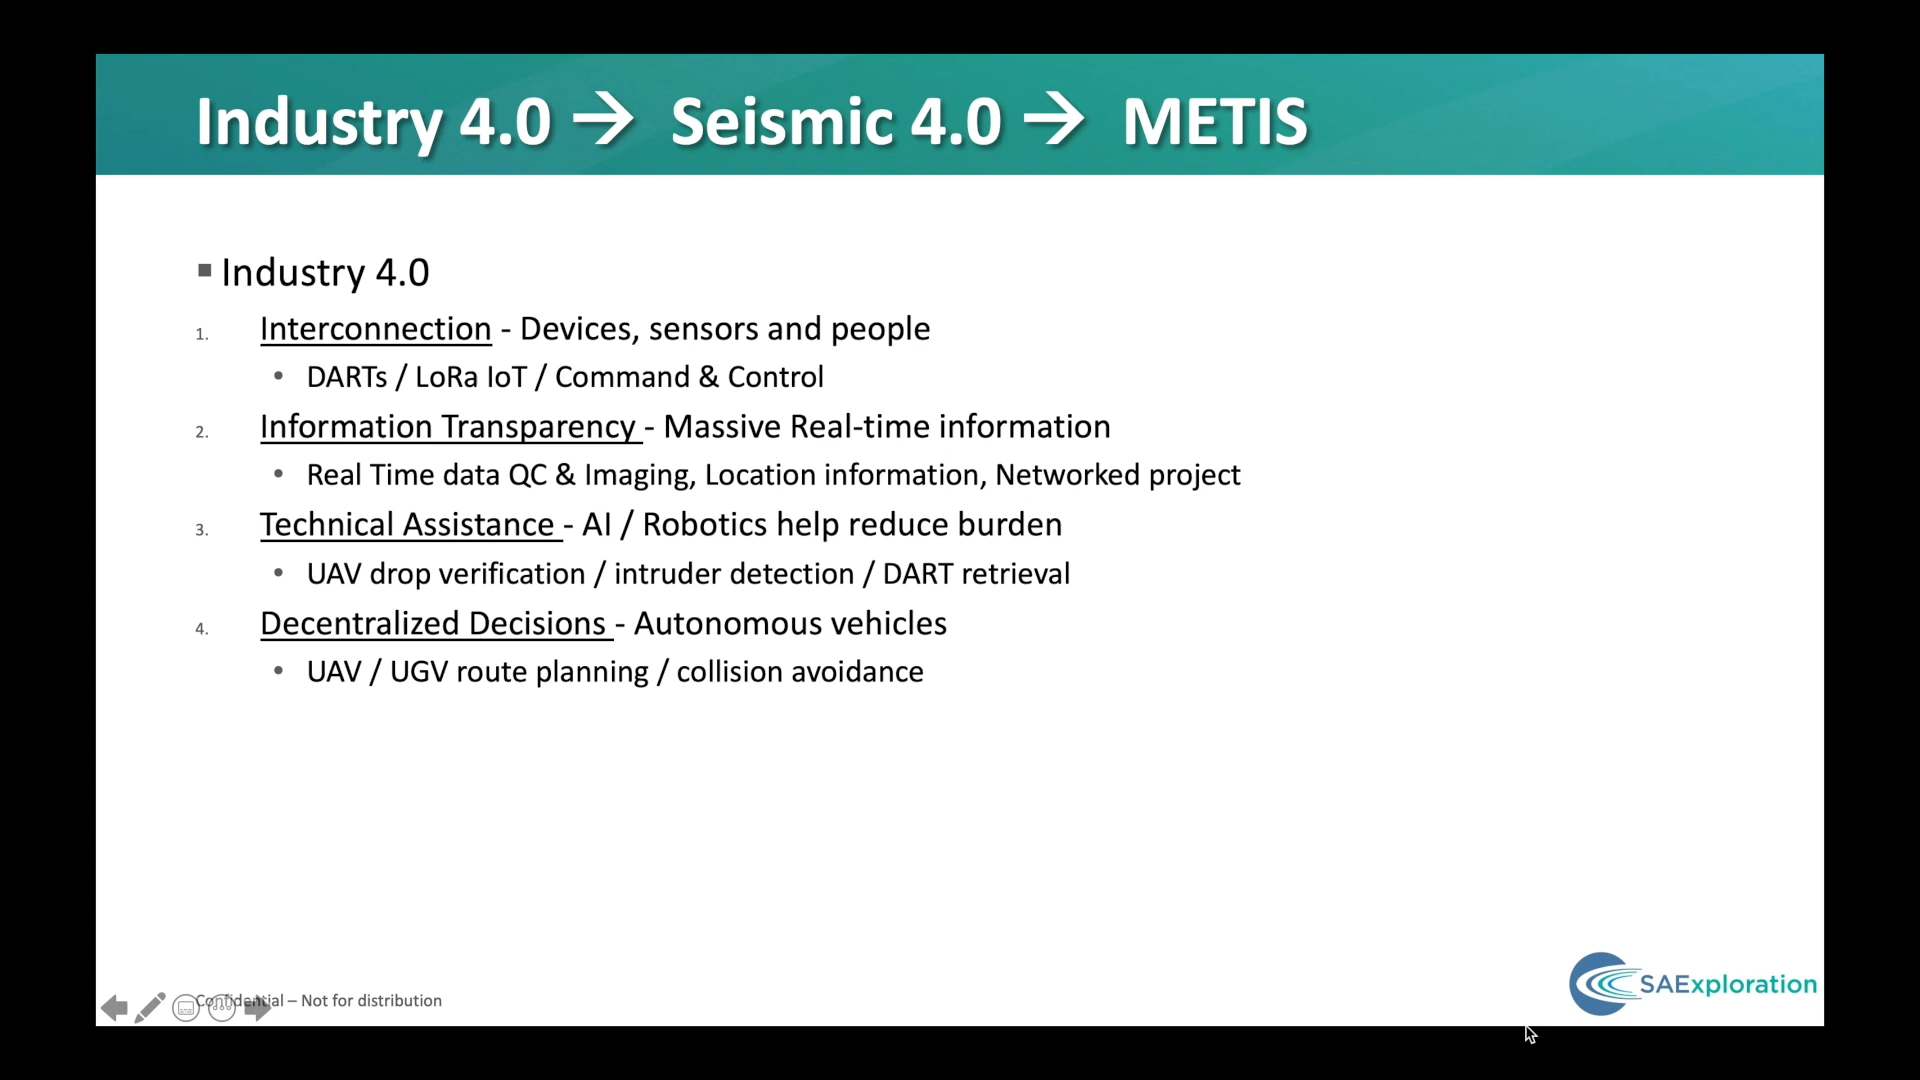 Industry 4.0 → Seismic 4.0 → METIS
▪ Industry 4.0
1. Interconnection - Devices, sensors and people
• DARTs / LoRa IoT / Command & Control
2. Information Transparency - Massive Real-time information
• Real Time data QC & Imaging, Location information, Networked project
3. Technical Assistance - AI / Robotics help reduce burden
• UAV drop verification / intruder detection / DART retrieval
4. Decentralized Decisions - Autonomous vehicles
• UAV / UGV route planning / collision avoidance
Confidential – Not for distribution
SAExploration